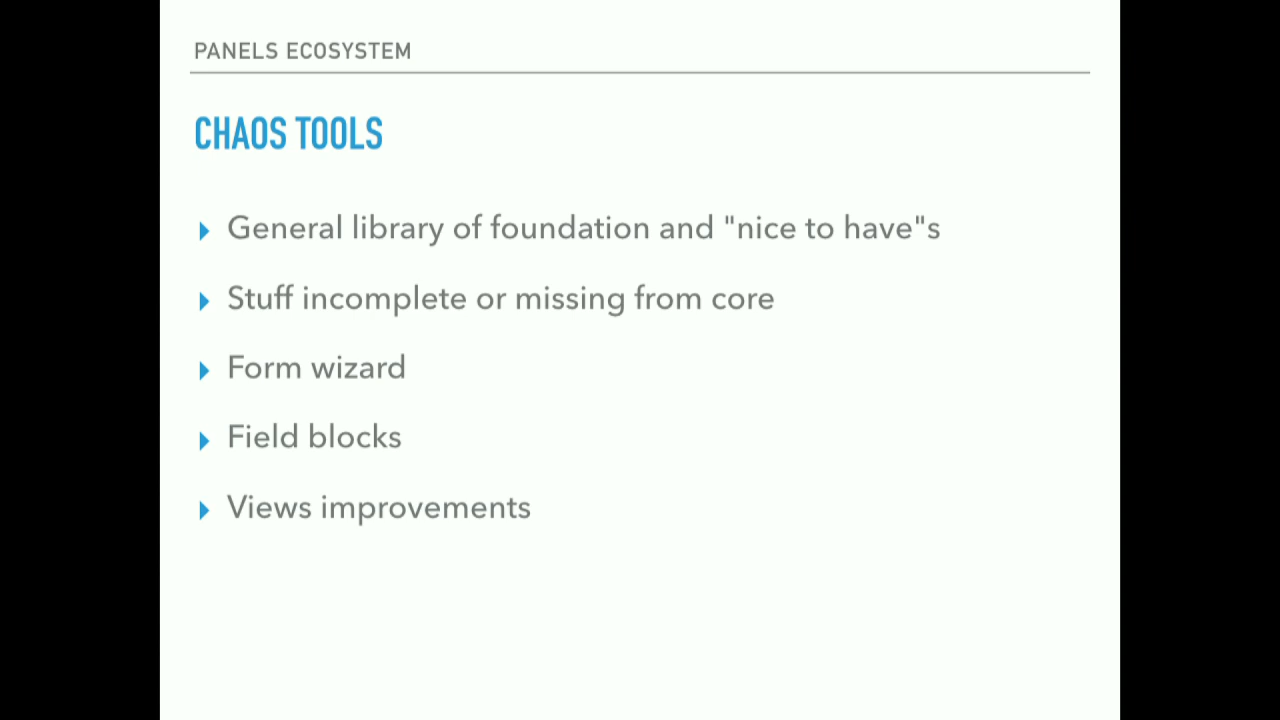 PANELS ECOSYSTEM
CHAOS TOOLS
General library of foundation and "nice to have"s
Stuff incomplete or missing from core
Form wizard
Field blocks
Views improvements